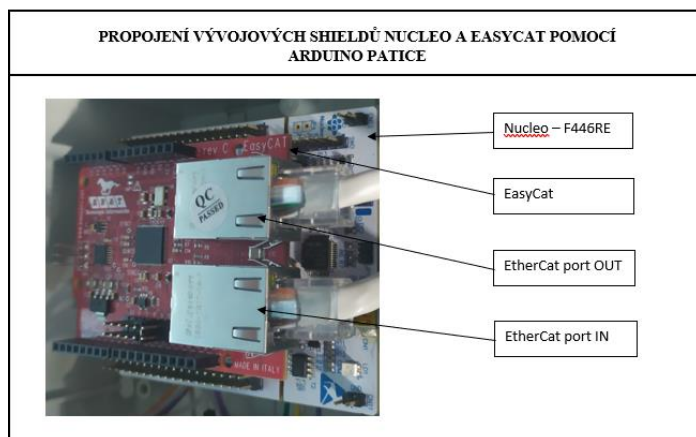 PROPOJENÍ VÝVOJOVÝCH SHIELDŮ NUCLEO A EASYCAT POMOCÍ
ARDUINO PATICE
Nucleo – F446RE
EasyCat
EtherCat port OUT
EtherCat port IN
rev C EasyCAT
QC
PASSED
MADE IN ITALY